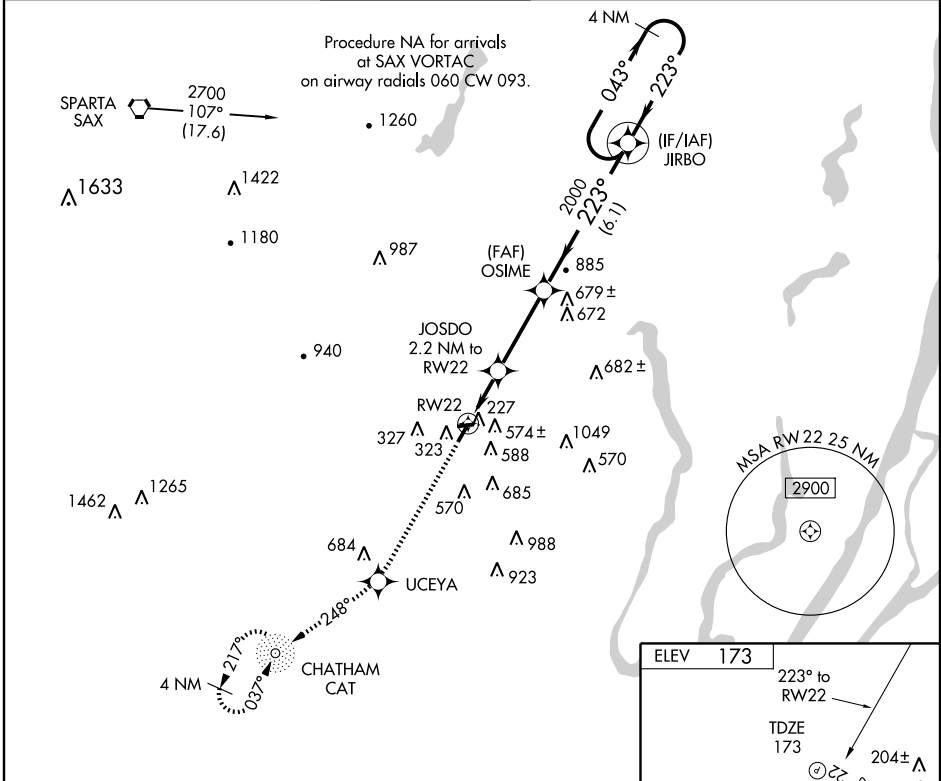 4 NM
Procedure NA for arrivals
at SAX VORTAC
on airway radials 060 CW 093.
043°
223°
SPARTA
SAX
2700
107°
(17.6)
1260
(IF/IAF)
JIRBO
1633
1422
2000
223°
(6.1)
1180
987
(FAF)
OSIME
885
679±
672
JOSDO
2.2 NM to
RW22
940
682±
RW22
227
327
323
574±
1049
588
570
MSA RW22 25 NM
2900
1462
1265
570
685
684
988
UCEYA
923
248°
217°
037°
CHATHAM
CAT
4 NM
ELEV 173
223° to
RW22
TDZE
173
204±
P
22